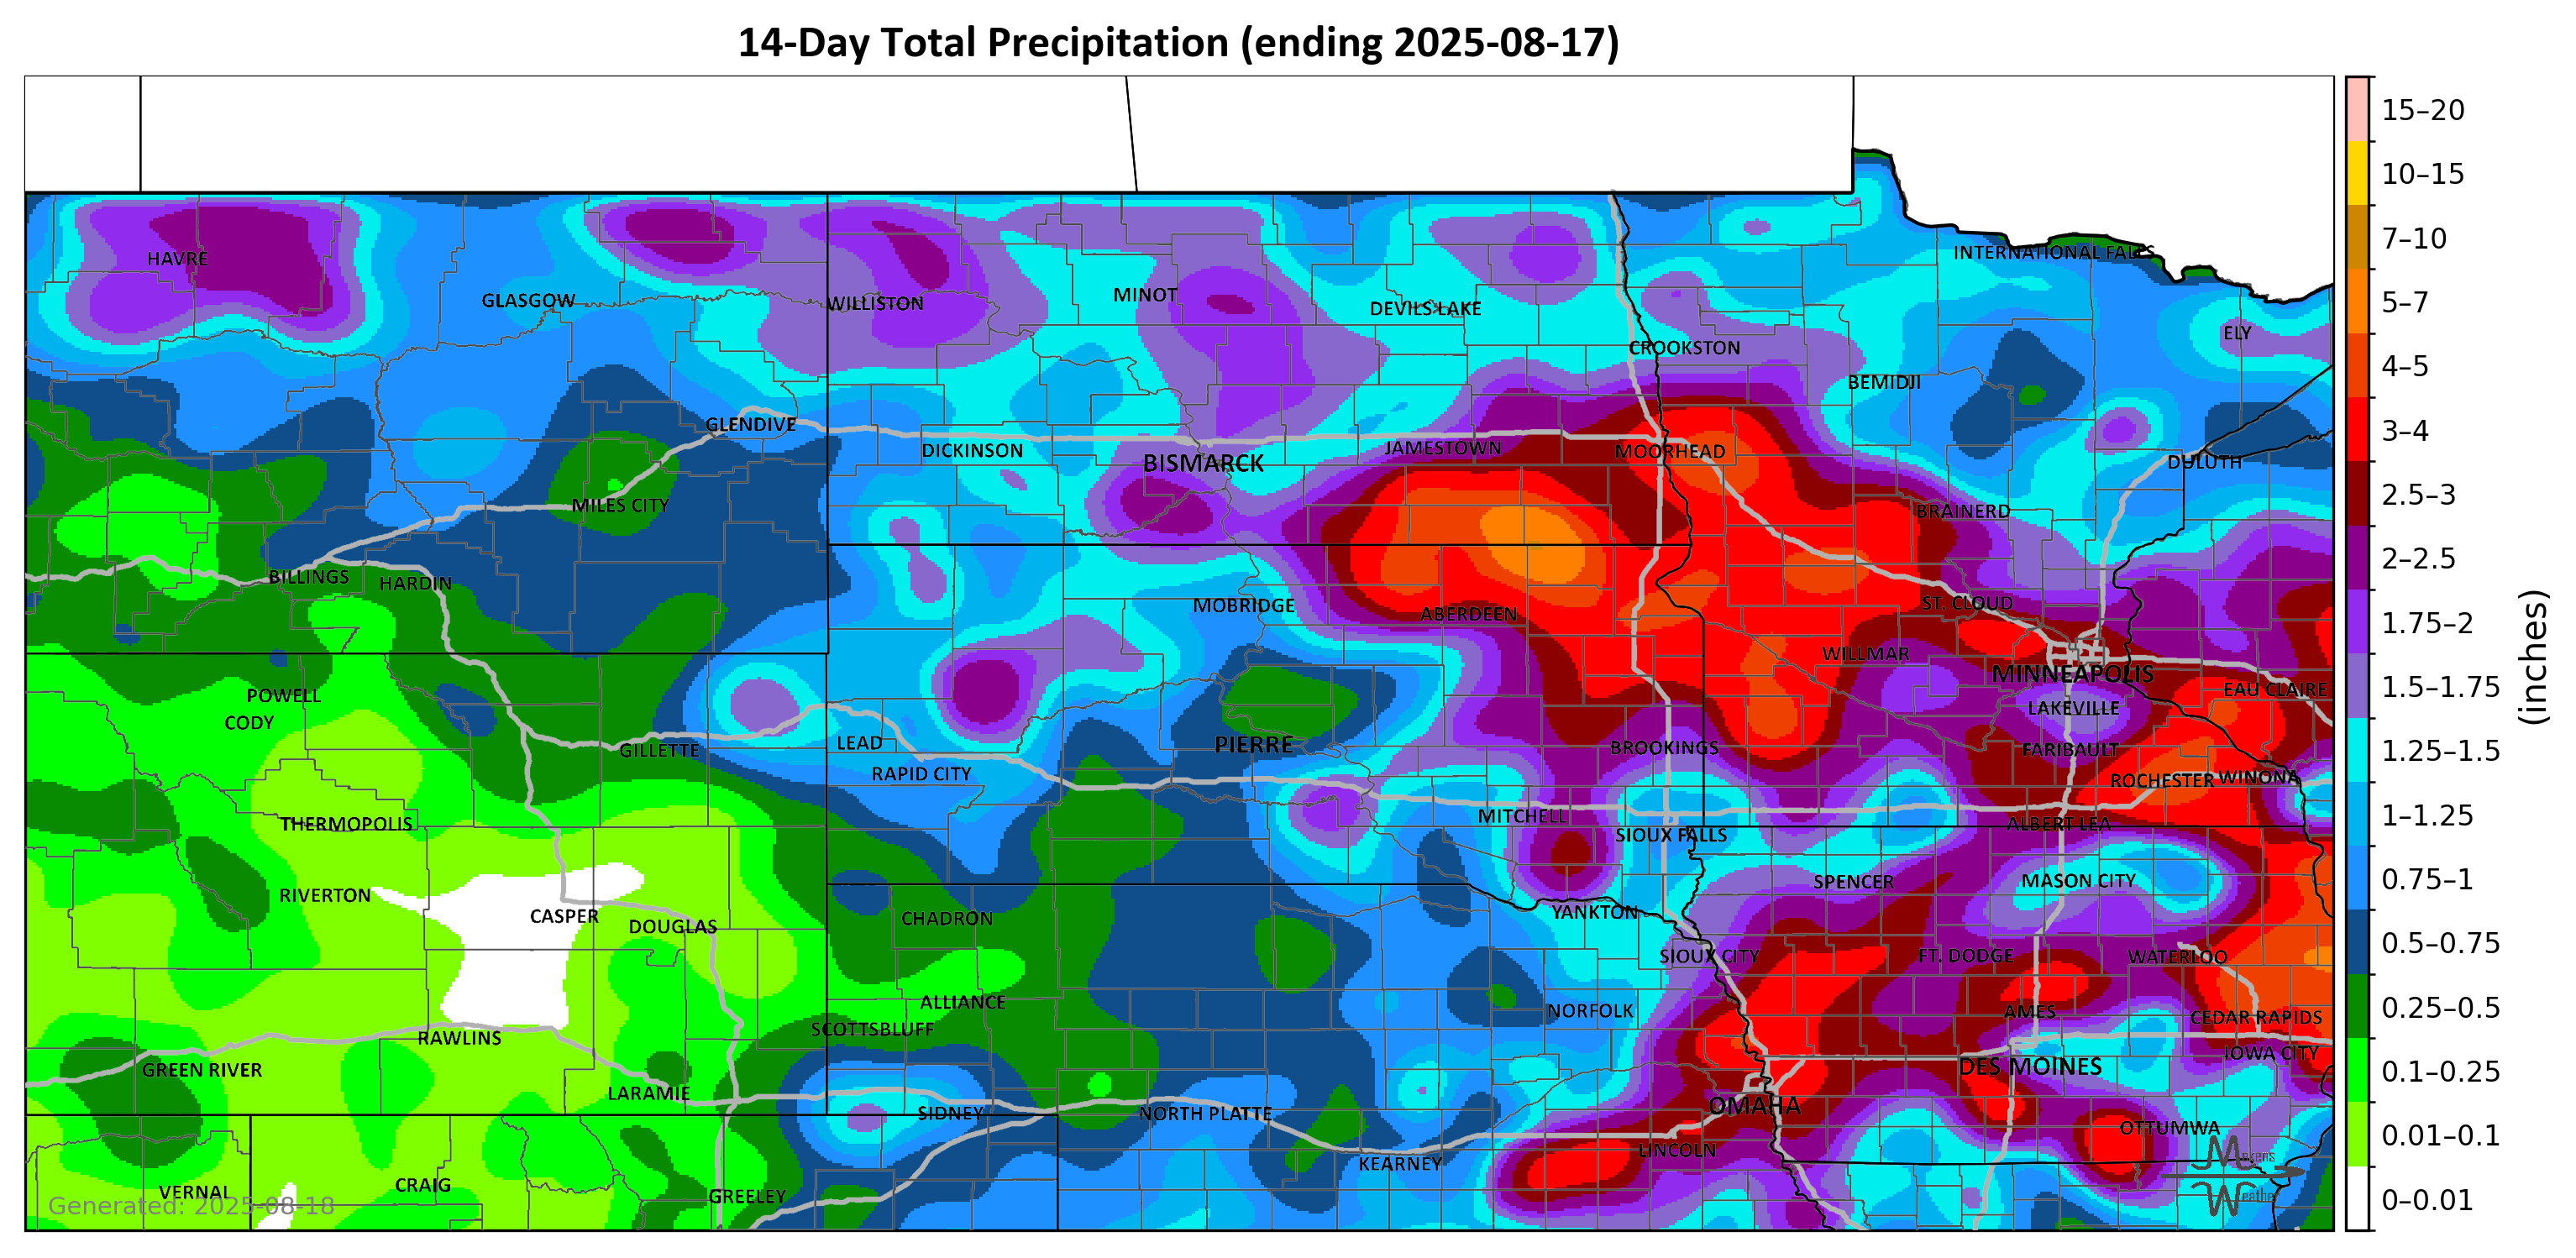 14-Day Total Precipitation (ending 2025-08-17)
15–20
10–15
7–10
5–7
4–5
3–4
2.5–3
2–2.5
1.75–2
1.5–1.75
1.25–1.5
1–1.25
0.75–1
0.5–0.75
0.25–0.5
0.1–0.25
0.01–0.1
0–0.01
(inches)
INTERNATIONAL FALLS
HAVRE
GLASGOW
WILLISTON
MINOT
DEVILS LAKE
ELY
CROOKSTON
BEMIDJI
GLENDIVE
DICKINSON
BISMARCK
JAMESTOWN
MOORHEAD
DULUTH
MILES CITY
BRAINERD
BILLINGS
HARDIN
MOBRIDGE
ABERDEEN
ST. CLOUD
WILLMAR
MINNEAPOLIS
POWELL
EAU CLAIRE
CODY
LAKEVILLE
GILLETTE
LEAD
PIERRE
BROOKINGS
FARIBAULT
RAPID CITY
ROCHESTER
WINONA
THERMOPOLIS
MITCHELL
SIOUX FALLS
ALBERT LEA
RIVERTON
SPENCER
MASON CITY
CASPER
DOUGLAS
CHADRON
YANKTON
SIOUX CITY
FT. DODGE
WATERLOO
ALLIANCE
NORFOLK
AMES
SCOTTSBLUFF
CEDAR RAPIDS
RAWLINS
IOWA CITY
GREEN RIVER
DES MOINES
LARAMIE
SIDNEY
NORTH PLATTE
OMAHA
OTTUMWA
LINCOLN
KEARNEY
VERNAL
CRAIG
GREELEY
Generated: 2025-08-18
Makens
Weather